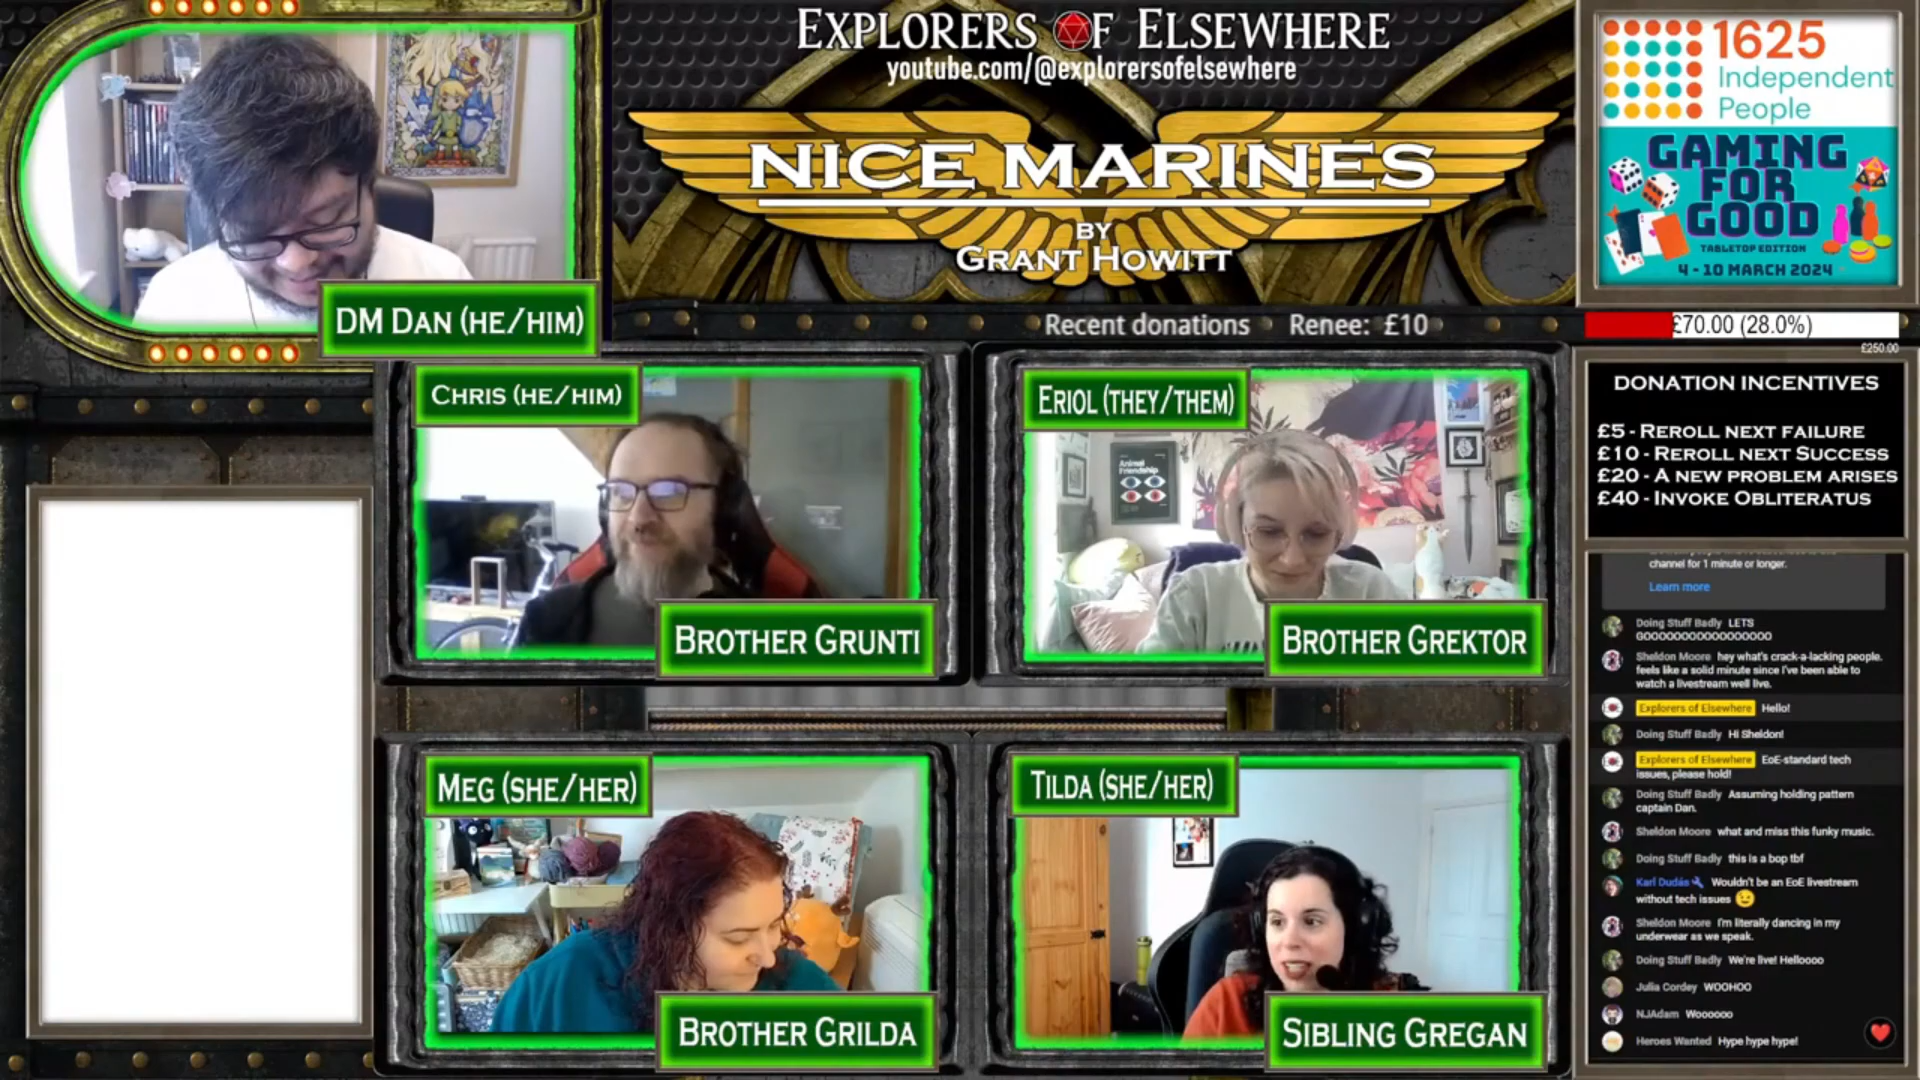 EXPLORERS OF ELSEWHERE
youtube.com/@explorersofelsewhere
NICE MARINES
BY
GRANT HOWITT
1625
Independent
People
GAMING
FOR
GOOD
TABLETOP EDITION
4 - 10 MARCH 2024
DM DAN (HE/HIM)
Recent donations Renee: £10
£70.00 (28.0%)
£250.00
CHRIS (HE/HIM)
BROTHER GRUNTI
ERIOL (THEY/THEM)
Animal
Friendship
BROTHER GREKTOR
MEG (SHE/HER)
BROTHER GRILDA
TILDA (SHE/HER)
SIBLING GREGAN
DONATION INCENTIVES
£5 - REROLL NEXT FAILURE
£10 - REROLL NEXT SUCCESS
£20 - A NEW PROBLEM ARISES
£40 - INVOKE OBLITERATUS
channel for 1 minute or longer.
Learn more
Doing Stuff Badly LETS
GOOOOOOOOOOOOOOOOOO
Sheldon Moore hey what's crack-a-lacking people.
feels like a solid minute since I've been able to
watch a livestream well live.
Explorers of Elsewhere Hello!
Doing Stuff Badly Hi Sheldon!
Explorers of Elsewhere EoE-standard tech
issues, please hold!
Doing Stuff Badly Assuming holding pattern
captain Dan.
Sheldon Moore what and miss this funky music.
Doing Stuff Badly this is a bop tbf
Karl Dudás Wouldn't be an EoE livestream
without tech issues 😉
Sheldon Moore I'm literally dancing in my
underwear as we speak.
Doing Stuff Badly We're live! Helloooo
Julia Cordey WOOHOO
NJAdam Woooooo
Heroes Wanted Hype hype hype!